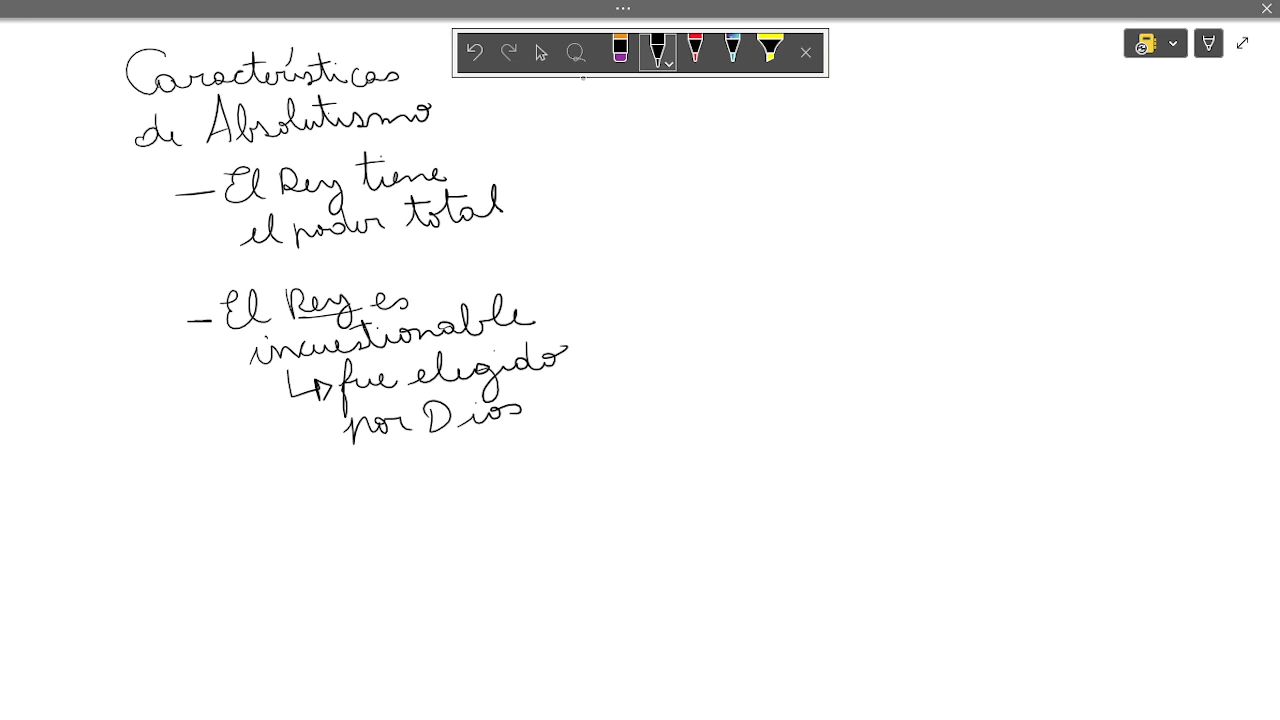 Características
de Absolutismo
— El Rey tiene
el poder total
— El Rey es
incuestionable
↳ fue elegido
por Dios